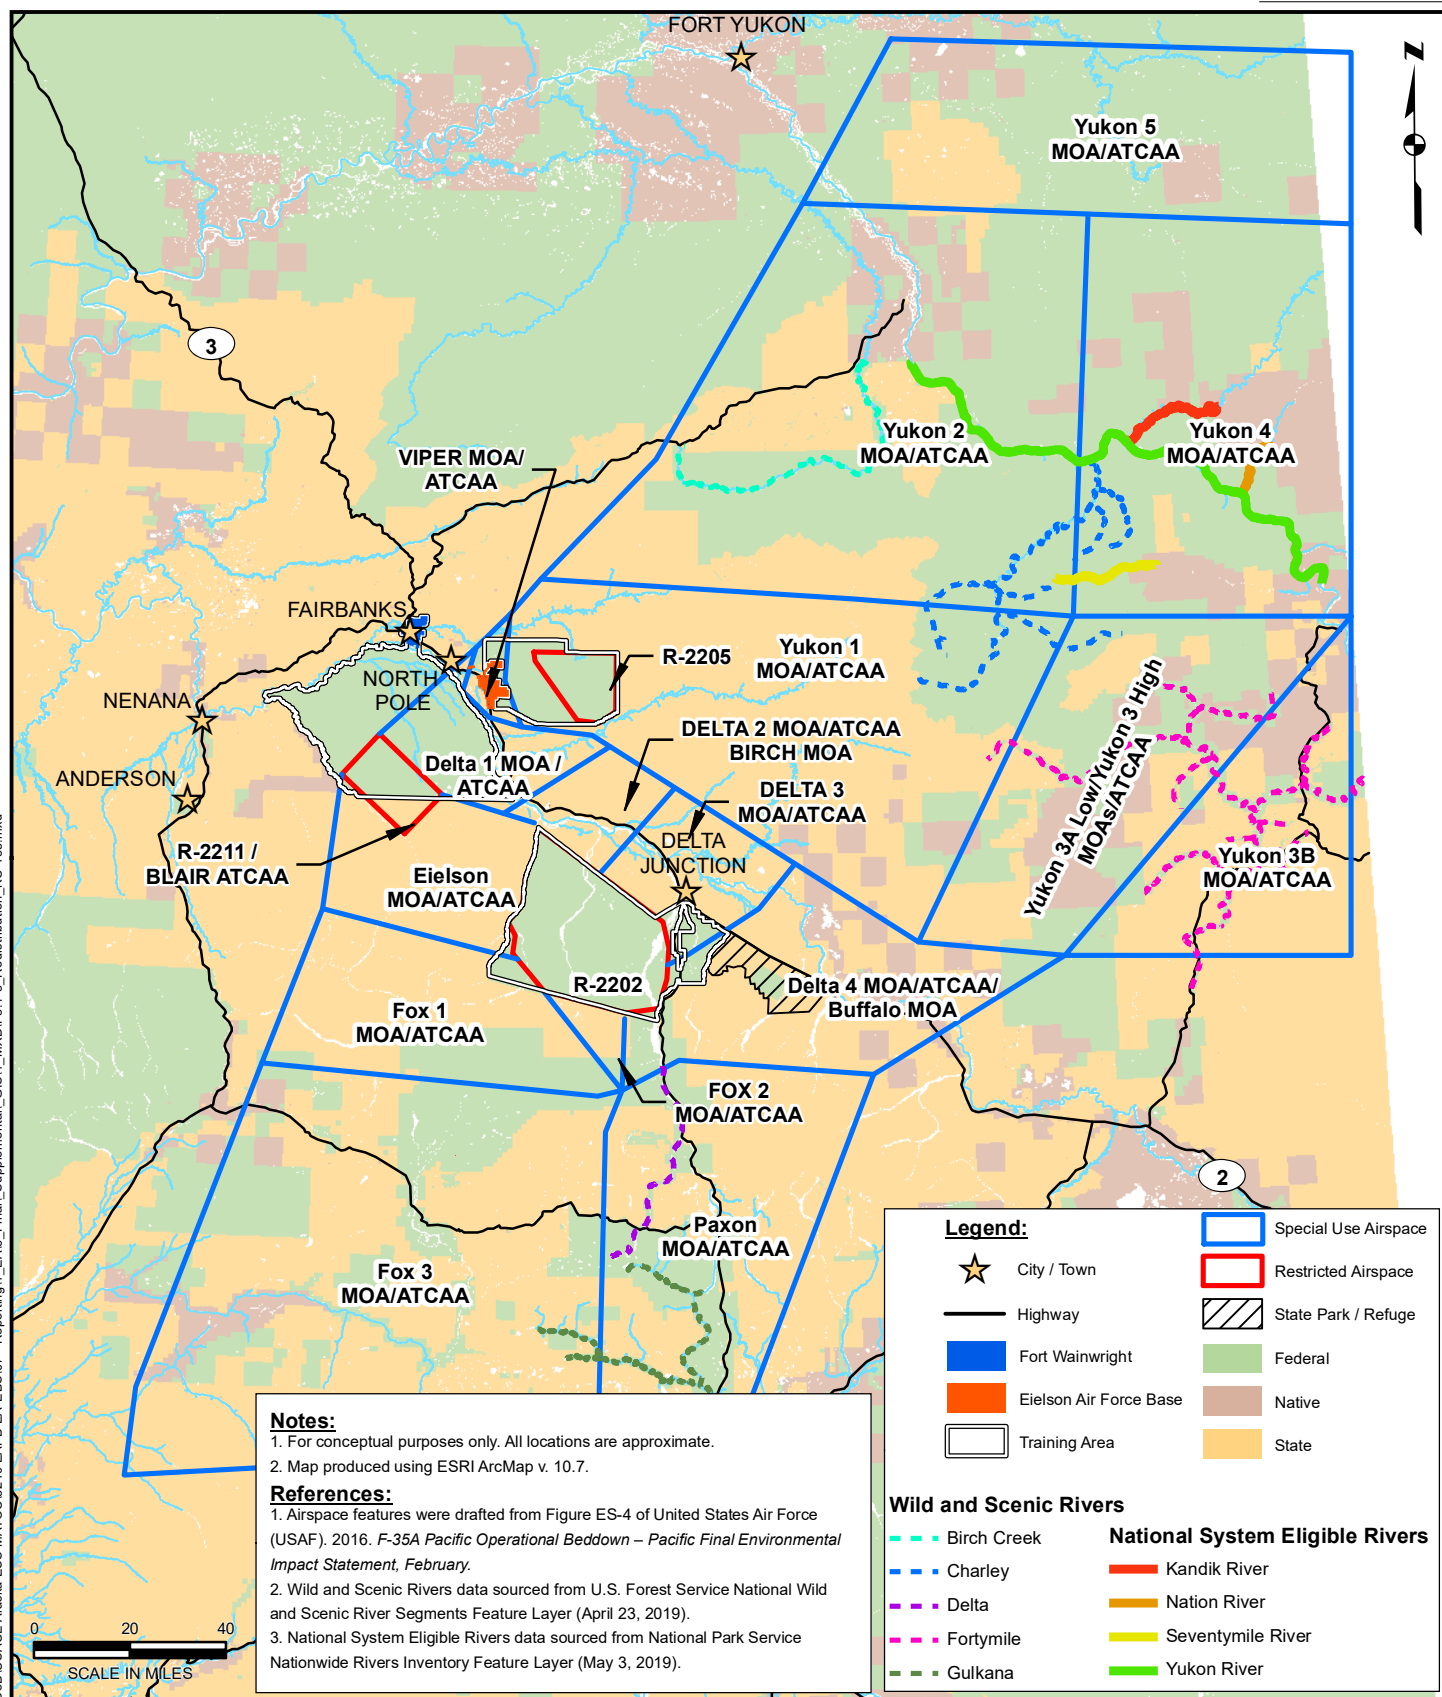 FORT YUKON
Z
Yukon 5
MOA/ATCAA
3
Yukon 2
MOA/ATCAA
Yukon 4
MOA/ATCAA
VIPER MOA/
ATCAA
FAIRBANKS
R-2205
Yukon 1
MOA/ATCAA
NORTH
POLE
NENANA
Yukon 3A Low/Yukon 3 High
MOAs/ATCAA
DELTA 2 MOA/ATCAA
BIRCH MOA
Delta 1 MOA /
ATCAA
ANDERSON
DELTA 3
MOA/ATCAA
DELTA
JUNCTION
R-2211 /
BLAIR ATCAA
Eielson
MOA/ATCAA
Yukon 3B
MOA/ATCAA
R-2202
Delta 4 MOA/ATCAA/
Buffalo MOA
Fox 1
MOA/ATCAA
FOX 2
MOA/ATCAA
2
Paxon
MOA/ATCAA
Fox 3
MOA/ATCAA
Legend:
City / Town
Highway
Fort Wainwright
Eielson Air Force Base
Training Area
Special Use Airspace
Restricted Airspace
State Park / Refuge
Federal
Native
State
Wild and Scenic Rivers
Birch Creek
Charley
Delta
Fortymile
Gulkana
National System Eligible Rivers
Kandik River
Nation River
Seventymile River
Yukon River
Notes:
1. For conceptual purposes only. All locations are approximate.
2. Map produced using ESRI ArcMap v. 10.7.
References:
1. Airspace features were drafted from Figure ES-4 of United States Air Force
(USAF). 2016. F-35A Pacific Operational Beddown – Pacific Final Environmental
Impact Statement, February.
2. Wild and Scenic Rivers data sourced from U.S. Forest Service National Wild
and Scenic River Segments Feature Layer (April 23, 2019).
3. National System Eligible Rivers data sourced from National Park Service
Nationwide Rivers Inventory Feature Layer (May 3, 2019).
0 20 40
SCALE IN MILES